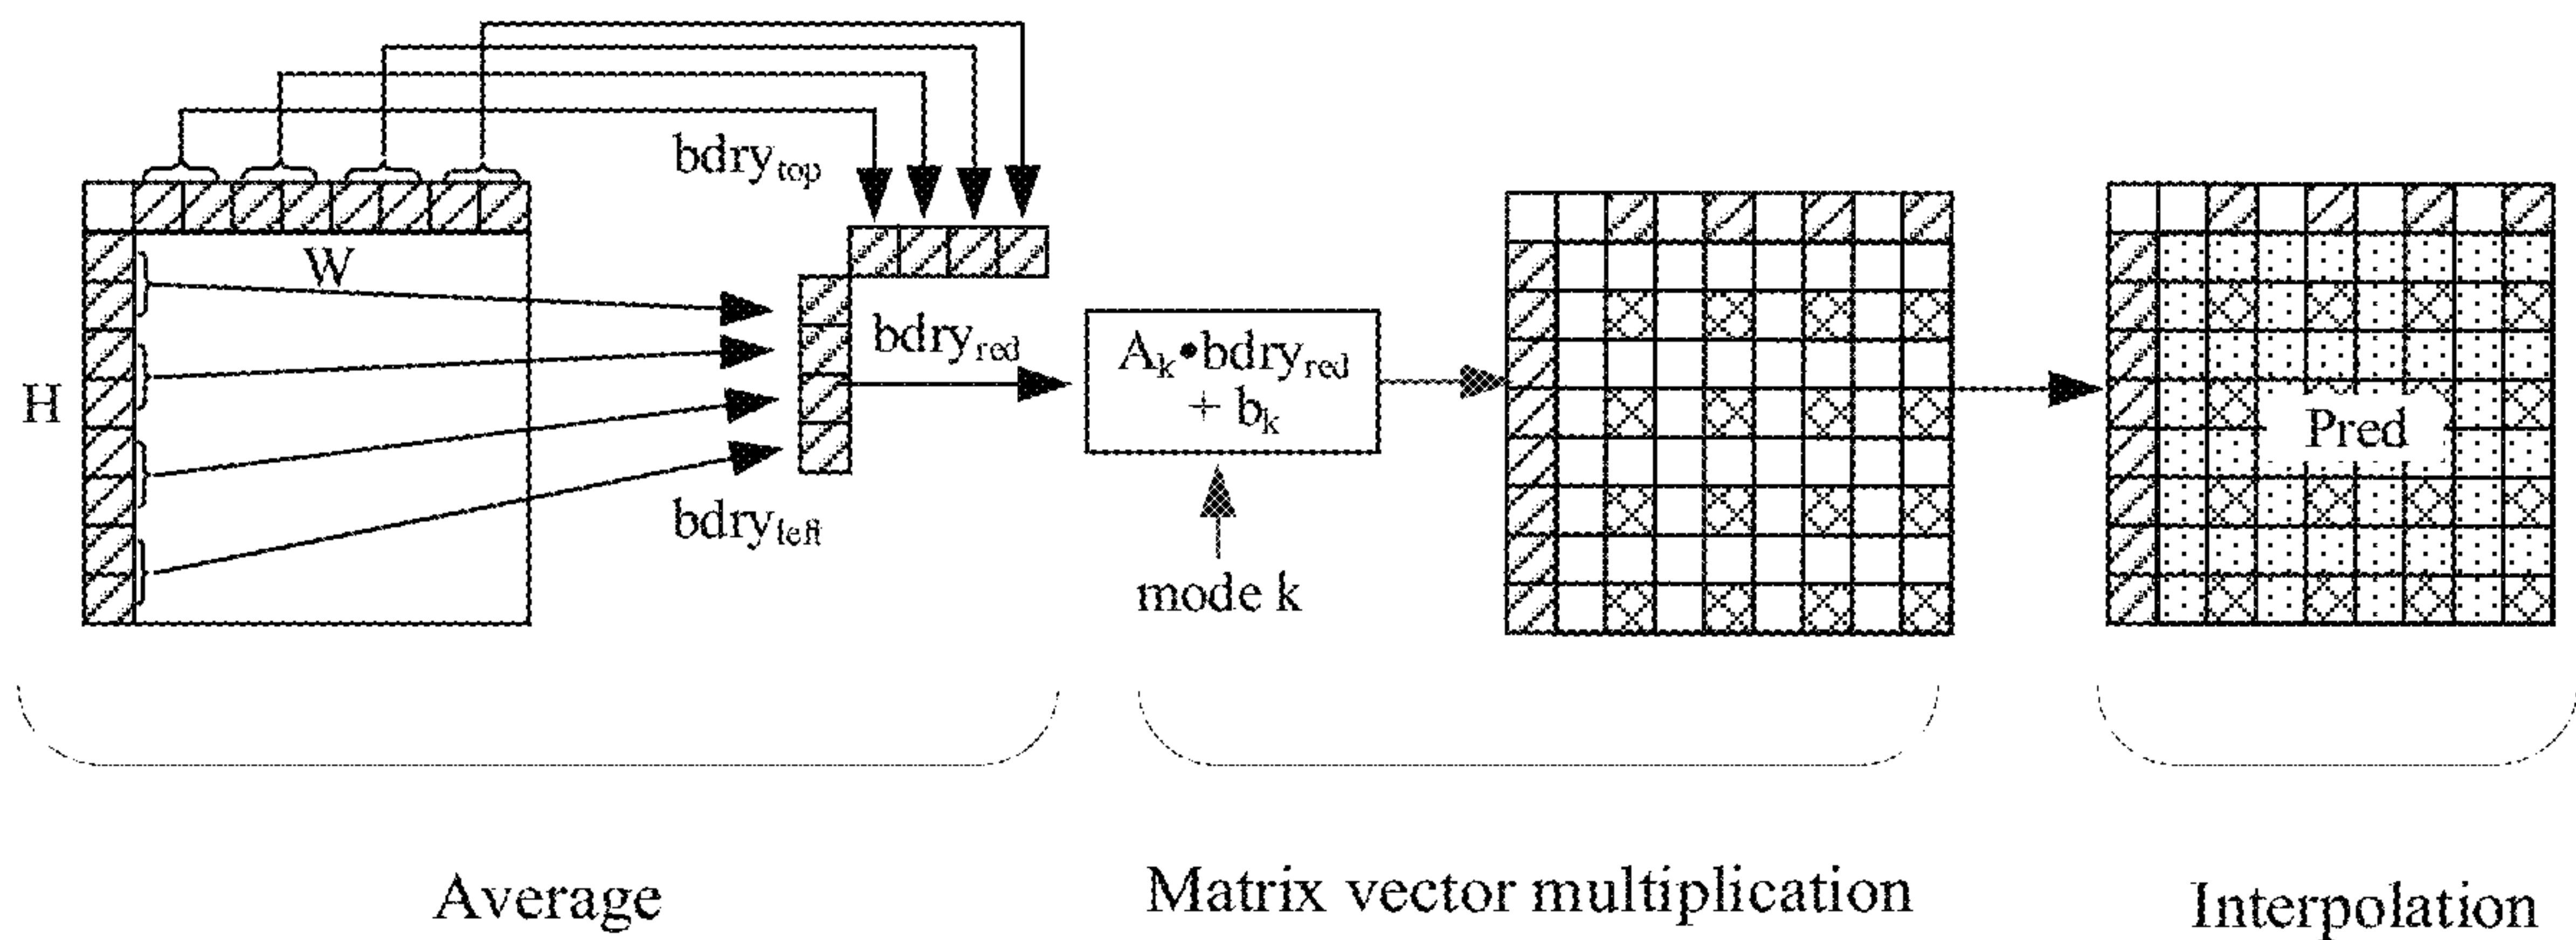 bdry_top
W
H
bdry_red
A_k•bdry_red
+ b_k
Pred
bdry_left
mode k
Average
Matrix vector multiplication
Interpolation